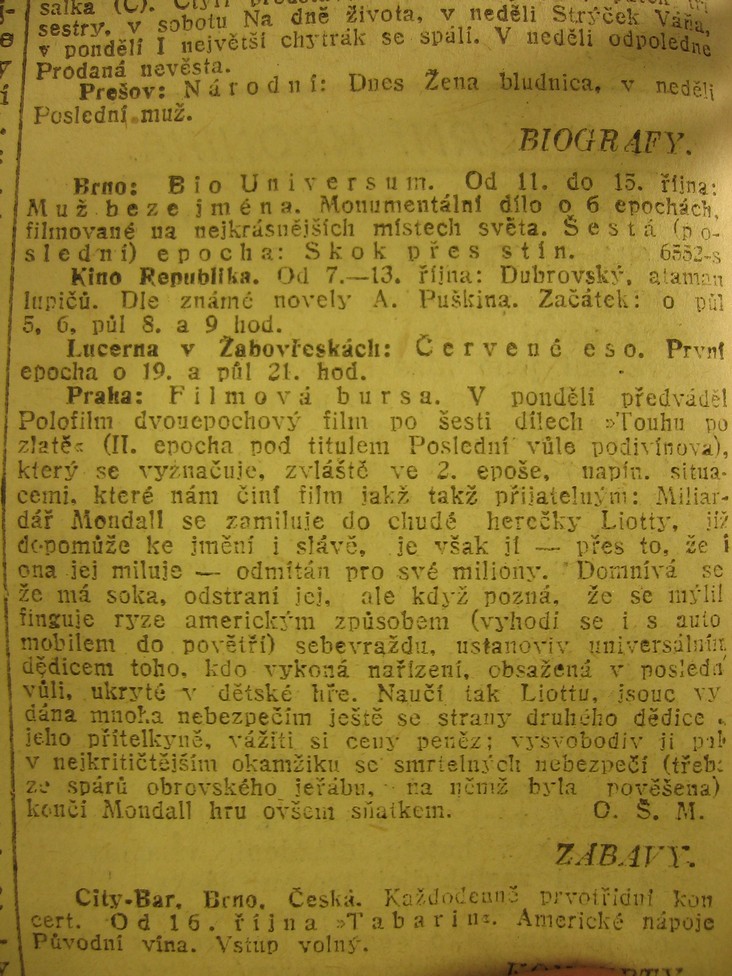 salka (C). Čtyři
sestry, v sobotu Na dně života, v neděli Strýček Váňa,
v pondělí I největší chytrák se spálí. V neděli odpoledne
Prodaná nevěsta.
Prešov: Národní: Dnes Žena bludnica, v neděli
Poslední muž.
BIOGRAFY.
Brno: Bio Universum. Od 11. do 15. října:
Muž beze jména. Monumentální dílo o 6 epochách,
filmované na nejkrásnějších místech světa. Šestá (po-
slední) epocha: Skok přes stín. 6552-s
Kino Republika. Od 7.—13. října: Dubrovský, ataman
lupičů. Dle známé novely A. Puškina. Začátek: o půl
5, 6, půl 8. a 9 hod.
Lucerna v Žabovřeskách: Červené eso. První
epocha o 19. a půl 21. hod.
Praha: Filmová bursa. V pondělí předváděl
Polofilm dvouepochový film po šesti dílech »Touhu po
zlatě« (II. epocha pod titulem Poslední vůle podivínova),
který se vyznačuje, zvláště ve 2. epoše, napín. situa-
cemi, které nám činí film jakž takž přijatelným: Miliar-
dář Mondall se zamiluje do chudé herečky Liotty, jíž
dopomůže ke jmění i slávě, je však jí — přes to, že i
ona jej miluje — odmítán pro své miliony. Domnívá se
že má soka, odstraní jej, ale když pozná, že se mýlil
finguje ryze americkým způsobem (vyhodí se i s auto
mobilem do povětří) sebevraždu, ustanoviv universálním
dědicem toho, kdo vykoná nařízení, obsažená v posled
vůli, ukryté v dětské hře. Naučí tak Liottu, jsouc vy
dána mnoha nebezpečím ještě se strany druhého dědice
jeho přítelkyně, vážiti si ceny peněz; vysvobodiv ji pak
v nejkritičtějším okamžiku se smrtelných nebezpečí (třeba
ze spárů obrovského jeřábu, na němž byla pověšena)
končí Mondall hru ovšem sňatkem. O. Š. M.
ZÁBAVY.
City-Bar, Brno, Česká. Každodenně prvotřídní kon
cert. Od 16. října »Tabarin«. Americké nápoje
Původní vína. Vstup volný.